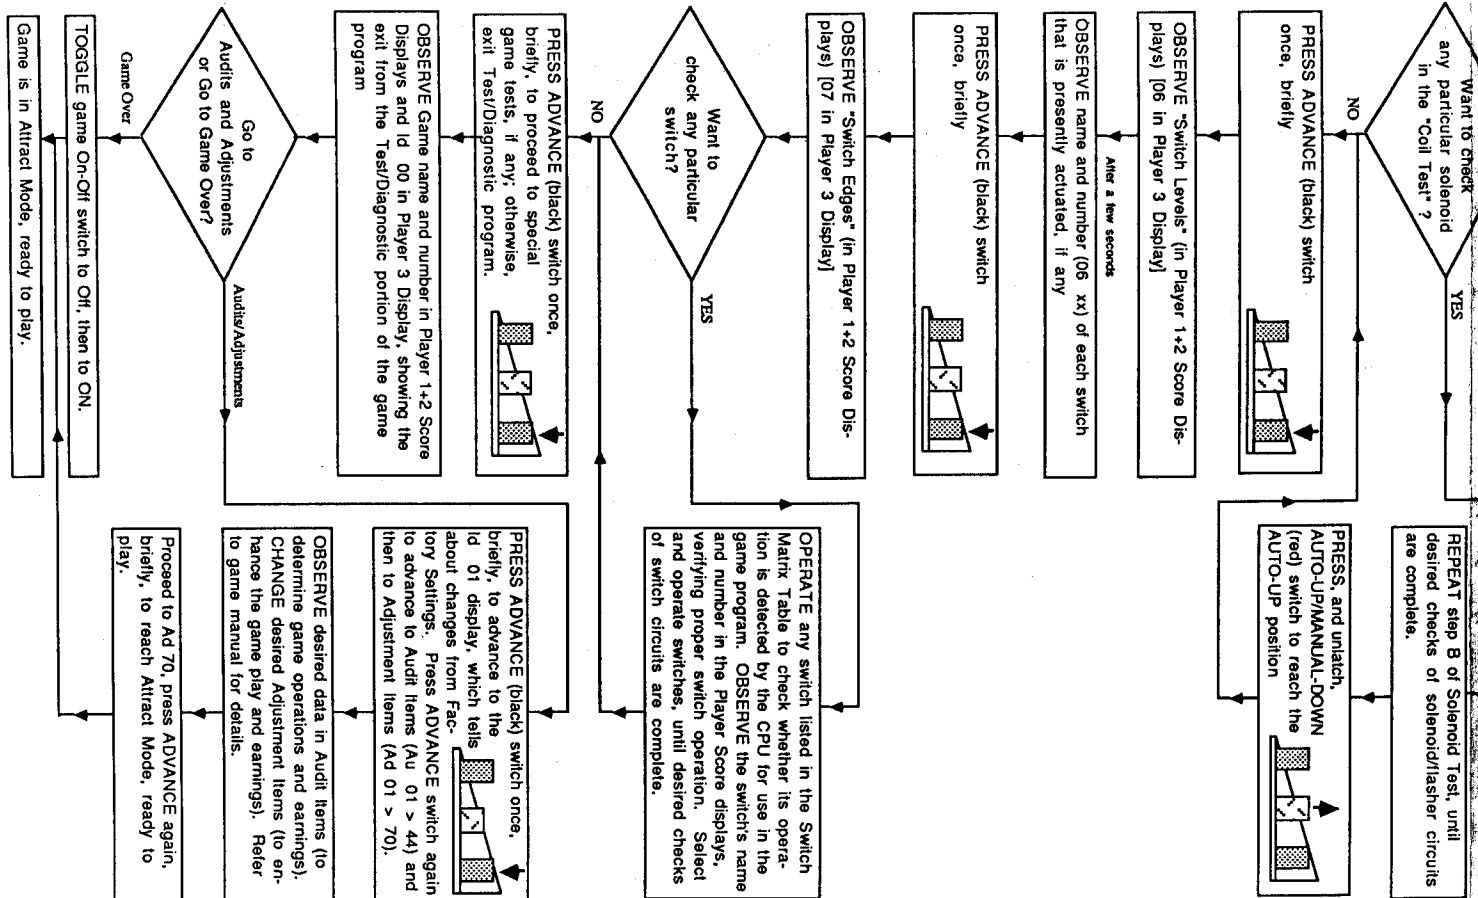 Want to check
any particular solenoid
in the "Coil Test" ?
NO
YES
REPEAT step B of Solenoid Test, until
desired checks of solenoid/flasher circuits
are complete.
PRESS, and unlatch,
AUTO-UP/MANUAL-DOWN
(red) switch to reach the
AUTO-UP position
PRESS ADVANCE (black) switch
once, briefly
OBSERVE "Switch Levels" (in Player 1+2 Score Dis-
plays) [06 in Player 3 Display]
After a few seconds
OBSERVE name and number (06 xx) of each switch
that is presently actuated, if any
PRESS ADVANCE (black) switch
once, briefly
OBSERVE "Switch Edges" (in Player 1+2 Score Dis-
plays) [07 in Player 3 Display]
Want to
check any particular
switch?
NO
YES
OPERATE any switch listed in the Switch
Matrix Table to check whether its opera-
tion is detected by the CPU for use in the
game program. OBSERVE the switch's name
and number in the Player Score displays,
verifying proper switch operation. Select
and operate switches, until desired checks
of switch circuits are complete.
PRESS ADVANCE (black) switch once,
briefly, to proceed to special
game tests, if any; otherwise,
exit Test/Diagnostic program.
OBSERVE Game name and number in Player 1+2 Score
Displays and Id 00 in Player 3 Display, showing the
exit from the Test/Diagnostic portion of the game
program
Go to
Audits and Adjustments
or Go to Game Over?
Game Over
Audits/Adjustments
PRESS ADVANCE (black) switch once,
briefly, to advance to the
Id 01 display, which tells
about changes from Fac-
tory Settings. Press ADVANCE switch again
to advance to Audit Items (Au 01 > 44) and
then to Adjustment Items (Ad 01 > 70).
OBSERVE desired data in Audit Items (to
determine game operations and earnings).
CHANGE desired Adjustment Items (to en-
hance the game play and earnings). Refer
to game manual for details.
Proceed to Ad 70, press ADVANCE again,
briefly, to reach Attract Mode, ready to
play.
TOGGLE game On-Off switch to Off, then to ON.
Game is in Attract Mode, ready to play.